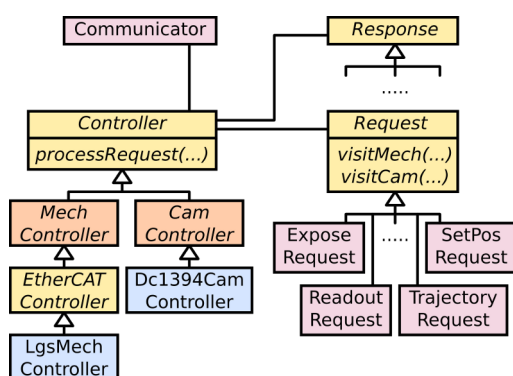 Communicator
Response
.....
Controller
processRequest(...)
Request
visitMech(...)
visitCam(...)
Mech
Controller
Cam
Controller
Expose
Request
.....
SetPos
Request
EtherCAT
Controller
Dc1394Cam
Controller
Readout
Request
Trajectory
Request
LgsMech
Controller